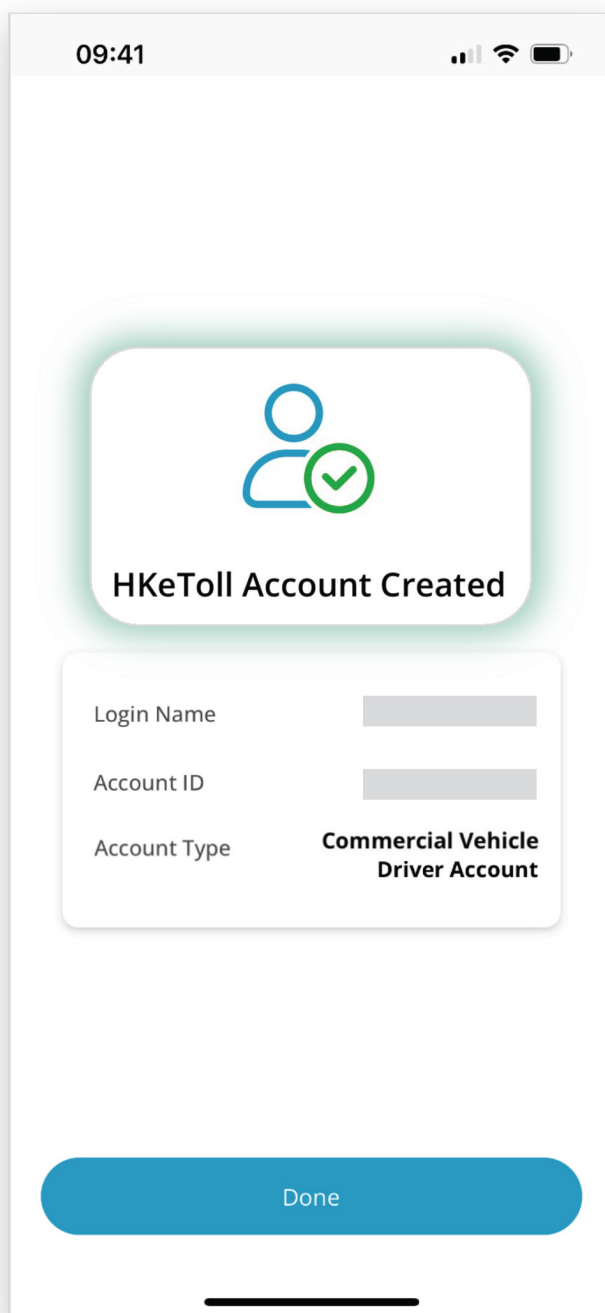 09:41
HKeToll Account Created
Login Name
Account ID
Account Type
Commercial Vehicle
Driver Account
Done